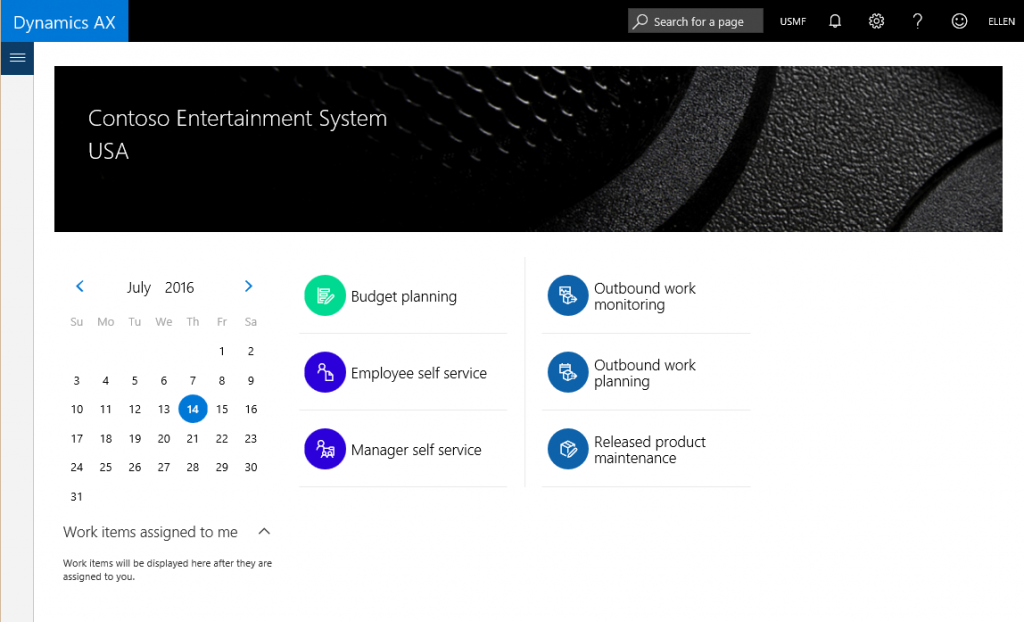 Dynamics AX
Search for a page
USMF
?
ELLEN
Contoso Entertainment System
USA
July 2016
Su Mo Tu We Th Fr Sa
1 2
3 4 5 6 7 8 9
10 11 12 13 14 15 16
17 18 19 20 21 22 23
24 25 26 27 28 29 30
31
Work items assigned to me
Work items will be displayed here after they are
assigned to you.
Budget planning
Employee self service
Manager self service
Outbound work
monitoring
Outbound work
planning
Released product
maintenance